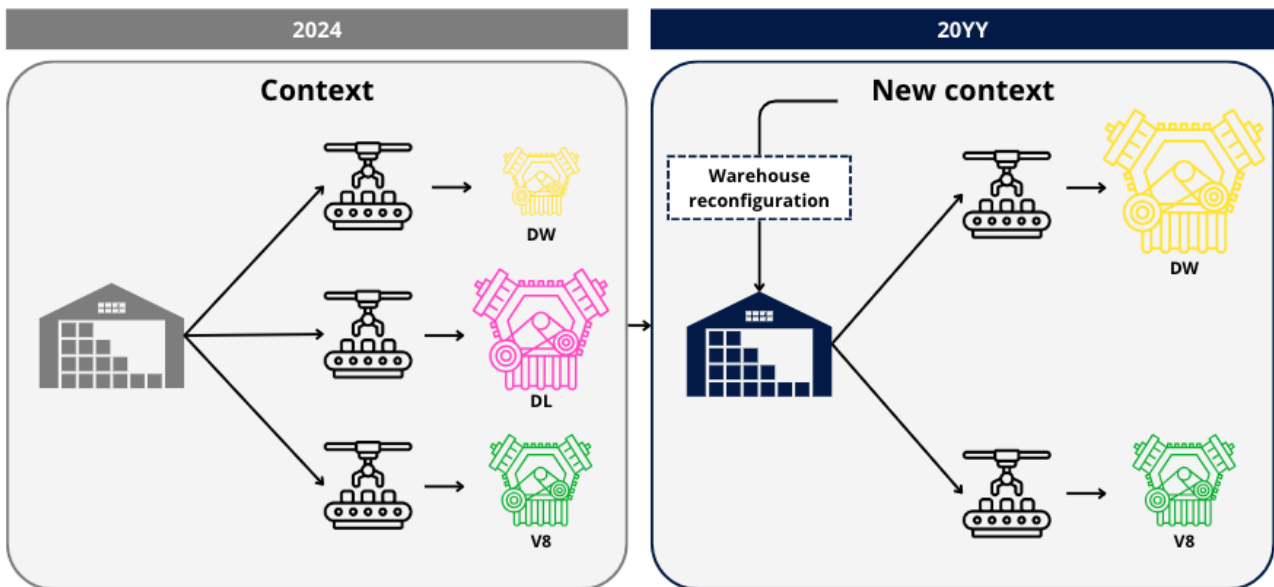 2024
20YY
Context
DW
DL
V8
New context
Warehouse
reconfiguration
DW
V8